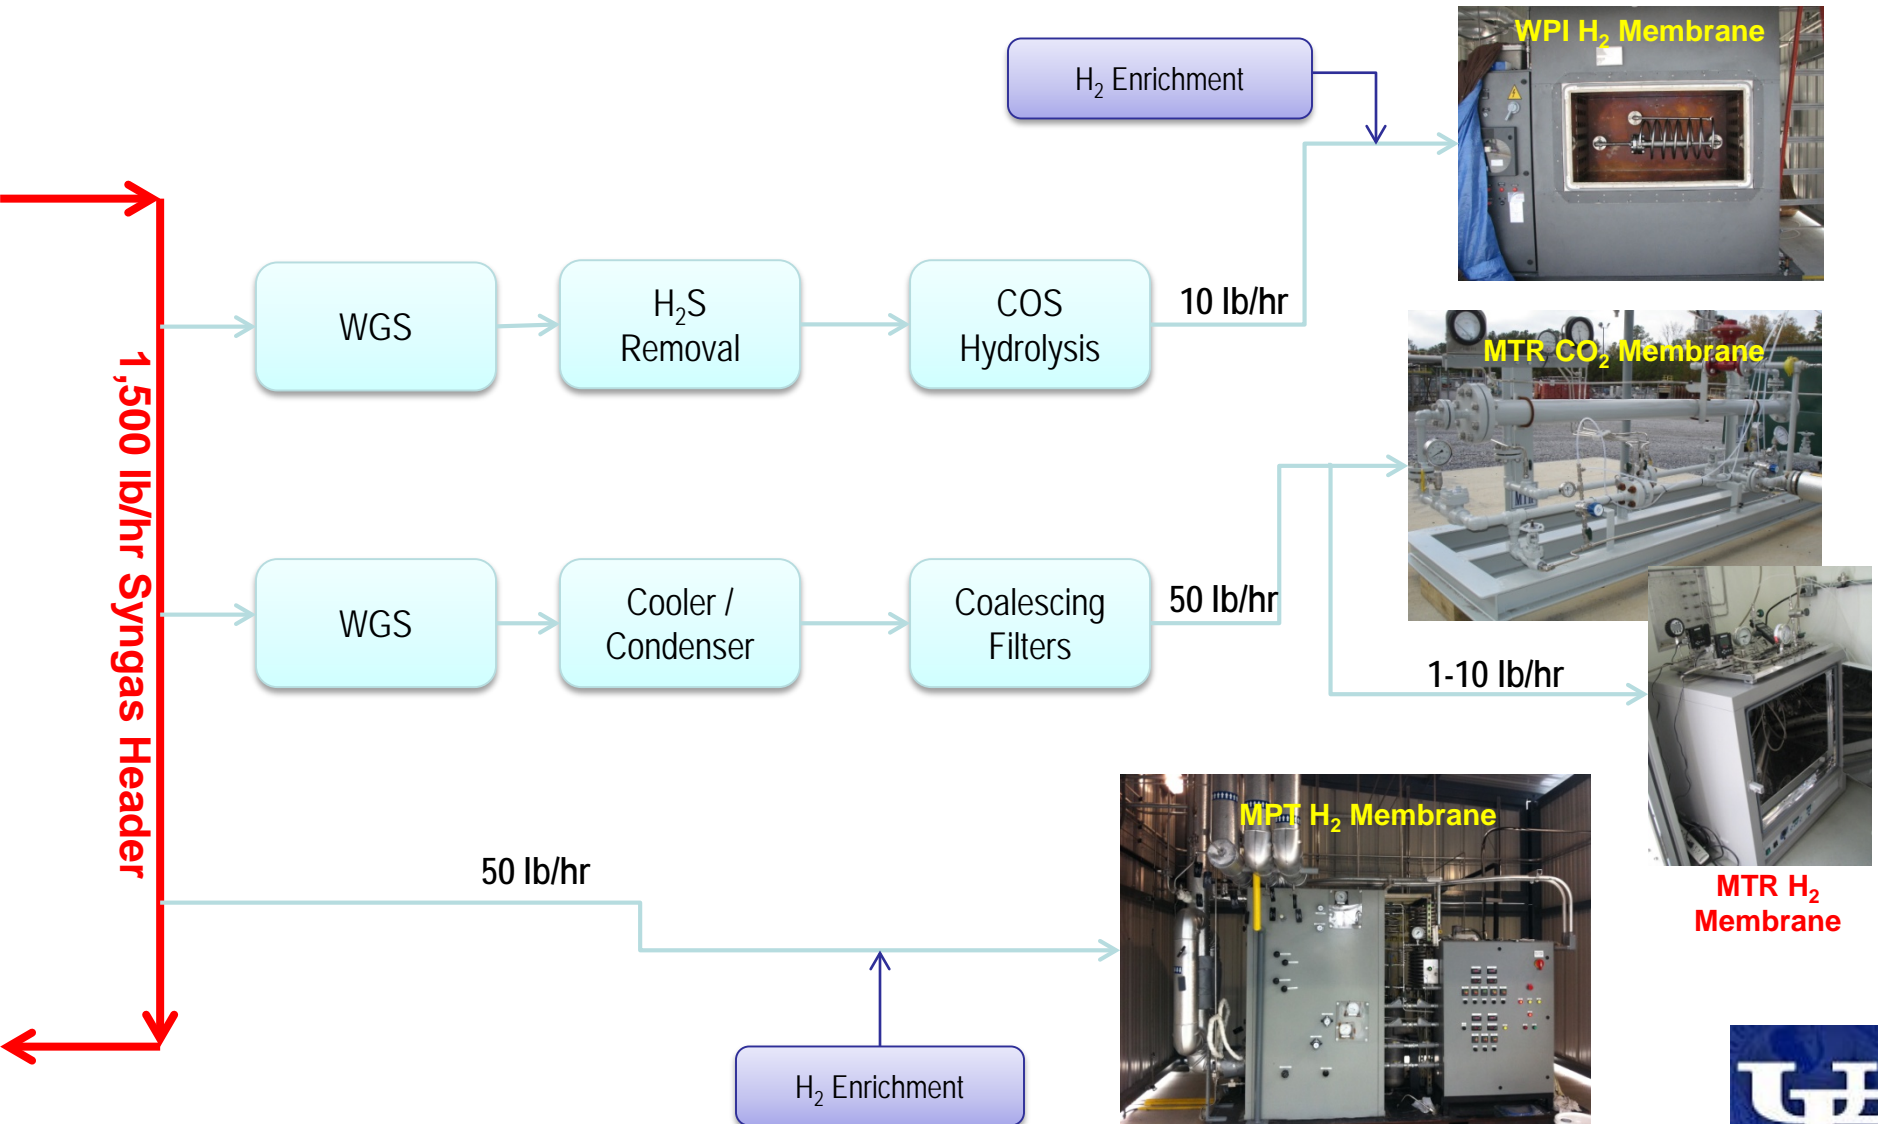 WPI H₂ Membrane
H₂ Enrichment
WGS
H₂S
Removal
COS
Hydrolysis
10 lb/hr
MTR CO₂ Membrane
1,500 lb/hr Syngas Header
WGS
Cooler /
Condenser
Coalescing
Filters
50 lb/hr
1-10 lb/hr
MTR H₂
Membrane
50 lb/hr
MPT H₂ Membrane
H₂ Enrichment